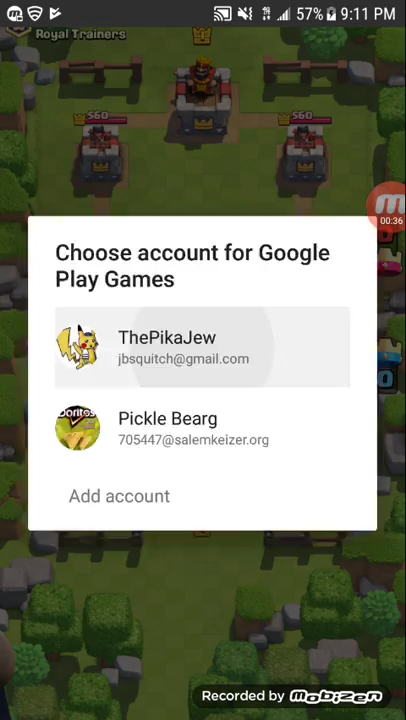 57% 9:11 PM
Royal Trainers
560 560
00:36
Choose account for Google
Play Games
ThePikaJew
jbsquitch@gmail.com
Doritos
Pickle Bearg
705447@salemkeizer.org
Add account
Recorded by mobizen